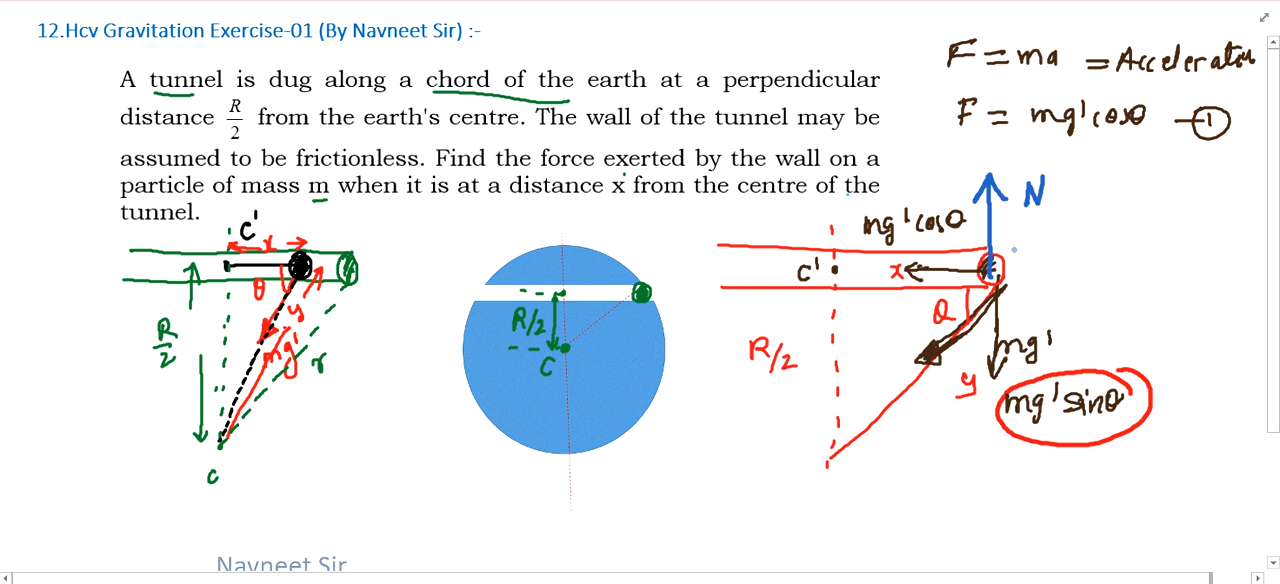 12.Hcv Gravitation Exercise-01 (By Navneet Sir) :-
F = ma = Acceleration
A tunnel is dug along a chord of the earth at a perpendicular
distance R/2 from the earth's centre. The wall of the tunnel may be
F = mg'cosθ -①
assumed to be frictionless. Find the force exerted by the wall on a
particle of mass m when it is at a distance x from the centre of the
tunnel.
C'
x
θ
y
mg'
R/2
r
C
R/2
C
N
mg'cosθ
C'
x
θ
R/2
mg'
y
mg'sinθ
Navneet Sir